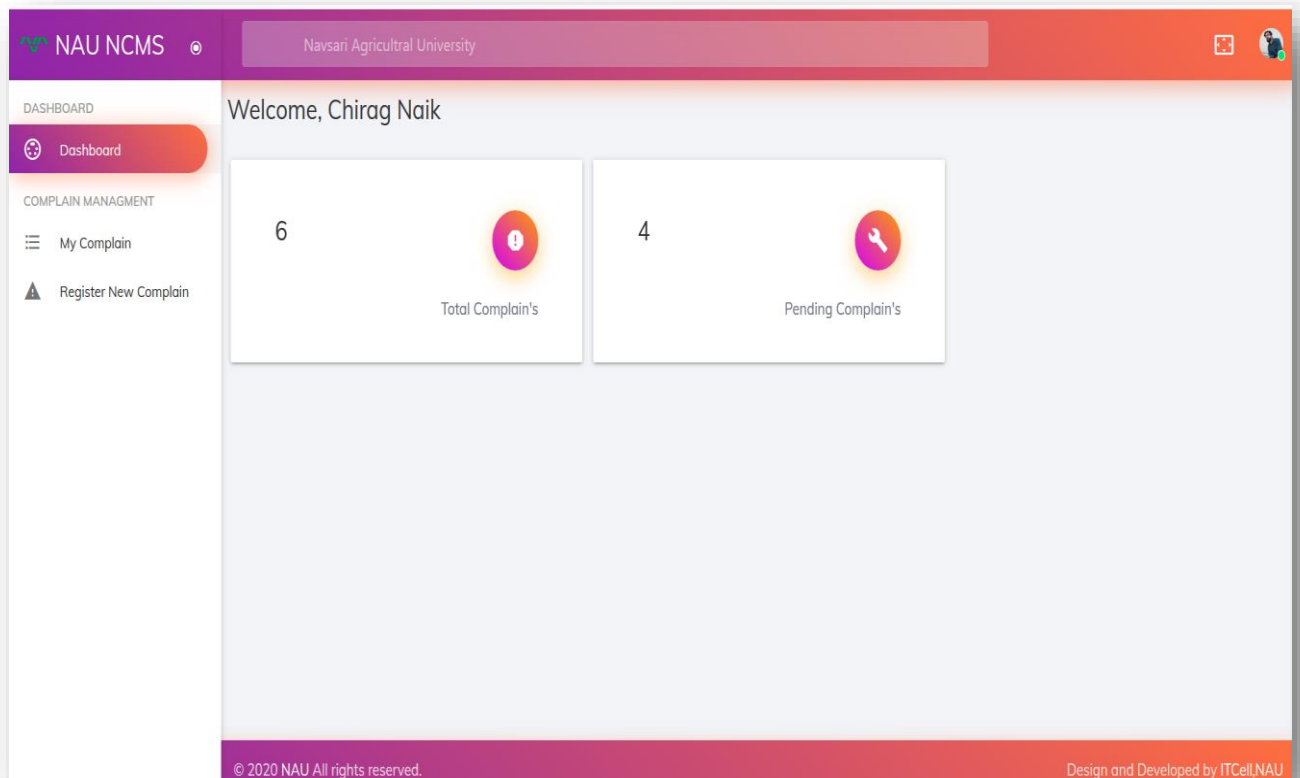 NAU NCMS
Navsari Agricultral University
DASHBOARD
Dashboard
COMPLAIN MANAGMENT
My Complain
Register New Complain
Welcome, Chirag Naik
6
Total Complain's
4
Pending Complain's
© 2020 NAU All rights reserved.
Design and Developed by ITCell,NAU